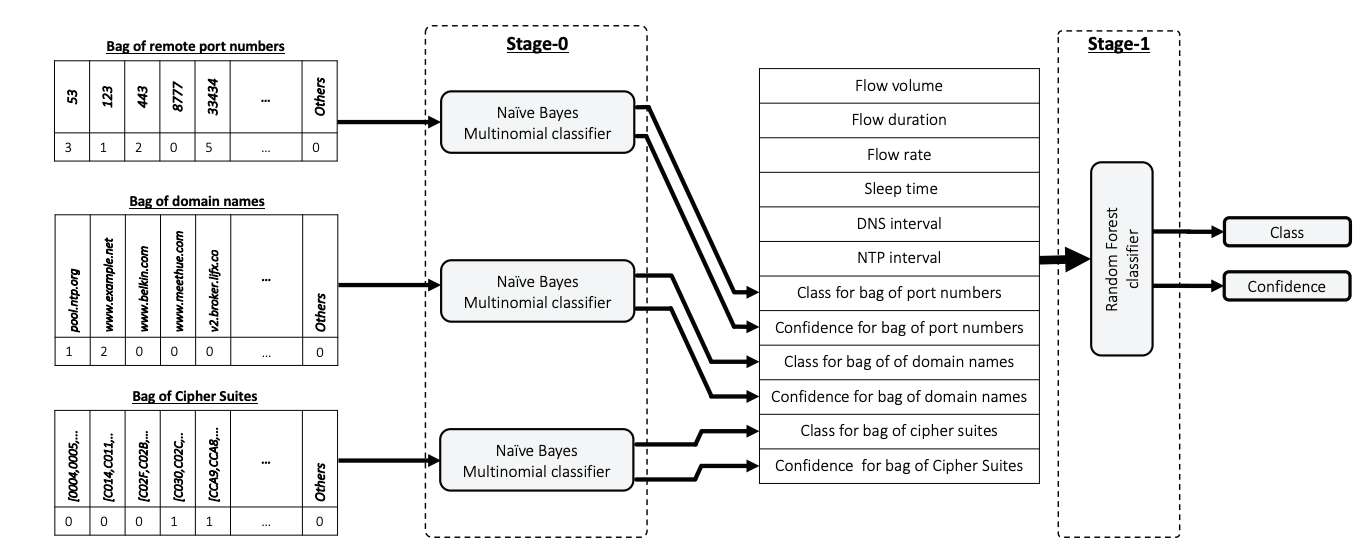 Bag of remote port numbers
53 123 443 8777 33434 ... Others
3 1 2 0 5 ... 0
Bag of domain names
pool.ntp.org www.example.net www.belkin.com www.meethue.com v2.broker.lifx.co ... Others
1 2 0 0 0 ... 0
Bag of Cipher Suites
[0004,0005,... [C014,C011,... [C02F,C02B,... [C030,C02C,... [CCA9,CCA8,... ... Others
0 0 0 1 1 ... 0
Stage-0
Naïve Bayes
Multinomial classifier
Naïve Bayes
Multinomial classifier
Naïve Bayes
Multinomial classifier
Flow volume
Flow duration
Flow rate
Sleep time
DNS interval
NTP interval
Class for bag of port numbers
Confidence for bag of port numbers
Class for bag of of domain names
Confidence for bag of domain names
Class for bag of cipher suites
Confidence for bag of Cipher Suites
Stage-1
Random Forest
classifier
Class
Confidence